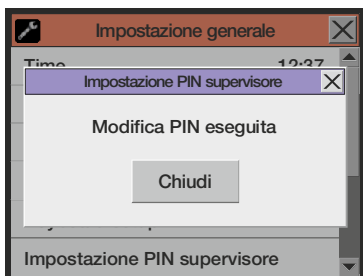 Impostazione generale
Time 12:37
Impostazione PIN supervisore
Modifica PIN eseguita
Chiudi
Impostazione PIN supervisore